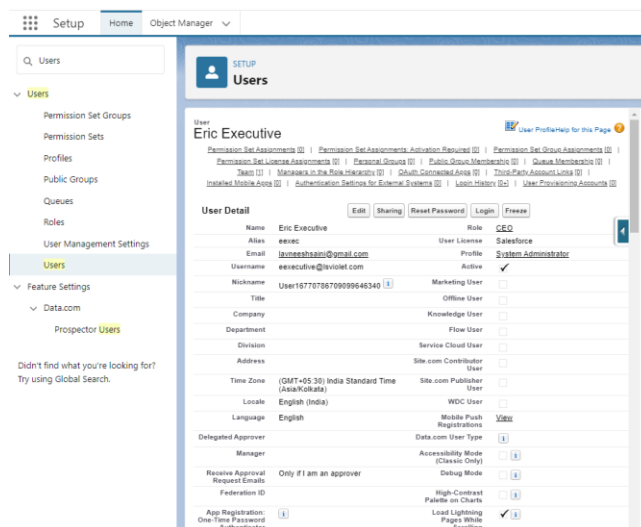 Setup Home Object Manager
Users
Users
Permission Set Groups
Permission Sets
Profiles
Public Groups
Queues
Roles
User Management Settings
Users
Feature Settings
Data.com
Prospector Users
Didn't find what you're looking for?
Try using Global Search.
SETUP
Users
User
Eric Executive
User Profile Help for this Page
Permission Set Assignments [0] | Permission Set Assignments: Activation Required [0] | Permission Set Group Assignments [0] |
Permission Set License Assignments [0] | Personal Groups [0] | Public Group Membership [0] | Queue Membership [0] |
Team [1] | Managers in the Role Hierarchy [0] | OAuth Connected Apps [0] | Third-Party Account Links [0] |
Installed Mobile Apps [0] | Authentication Settings for External Systems [0] | Login History [0+] | User Provisioning Accounts [0]
User Detail Edit Sharing Reset Password Login Freeze
Name Eric Executive Role CEO
Alias eexec User License Salesforce
Email lavneeshsaini@gmail.com Profile System Administrator
Username eexecutive@lsviolet.com Active
Nickname User16770786709099646340 Marketing User
Title Offline User
Company Knowledge User
Department Flow User
Division Service Cloud User
Address Site.com Contributor
User
Time Zone (GMT+05:30) India Standard Time Site.com Publisher
(Asia/Kolkata) User
Locale English (India) WDC User
Language English Mobile Push View
Registrations
Delegated Approver Data.com User Type
Manager Accessibility Mode
(Classic Only)
Receive Approval Only if I am an approver Debug Mode
Request Emails
Federation ID High-Contrast
Palette on Charts
App Registration: Load Lightning
One-Time Password Pages While